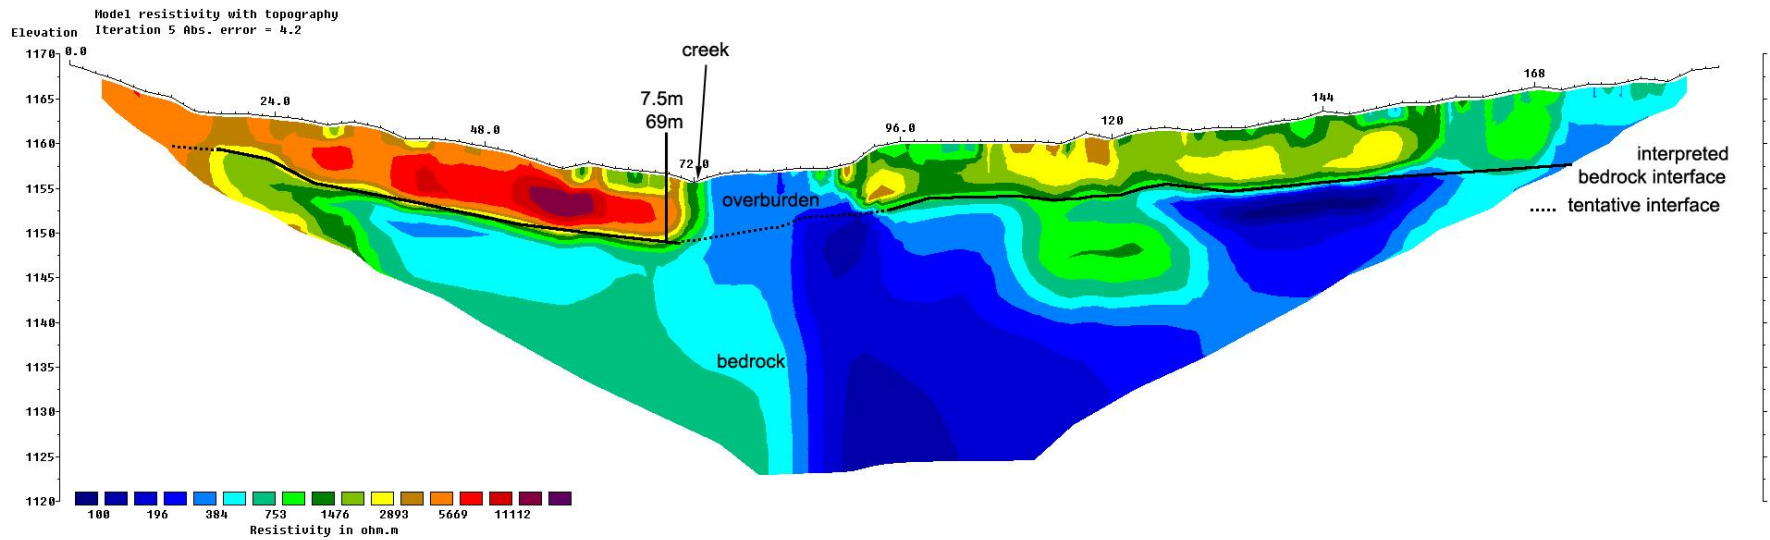 Model resistivity with topography
Iteration 5 Abs. error = 4.2
Elevation
creek
1170
0.0
168
1165
24.0
7.5m
69m
144
48.0
96.0
120
1160
72.0
interpreted
bedrock interface
..... tentative interface
1155
overburden
1150
1145
1140
bedrock
1135
1130
1125
1120
100 196 384 753 1476 2893 5669 11112
Resistivity in ohm.m